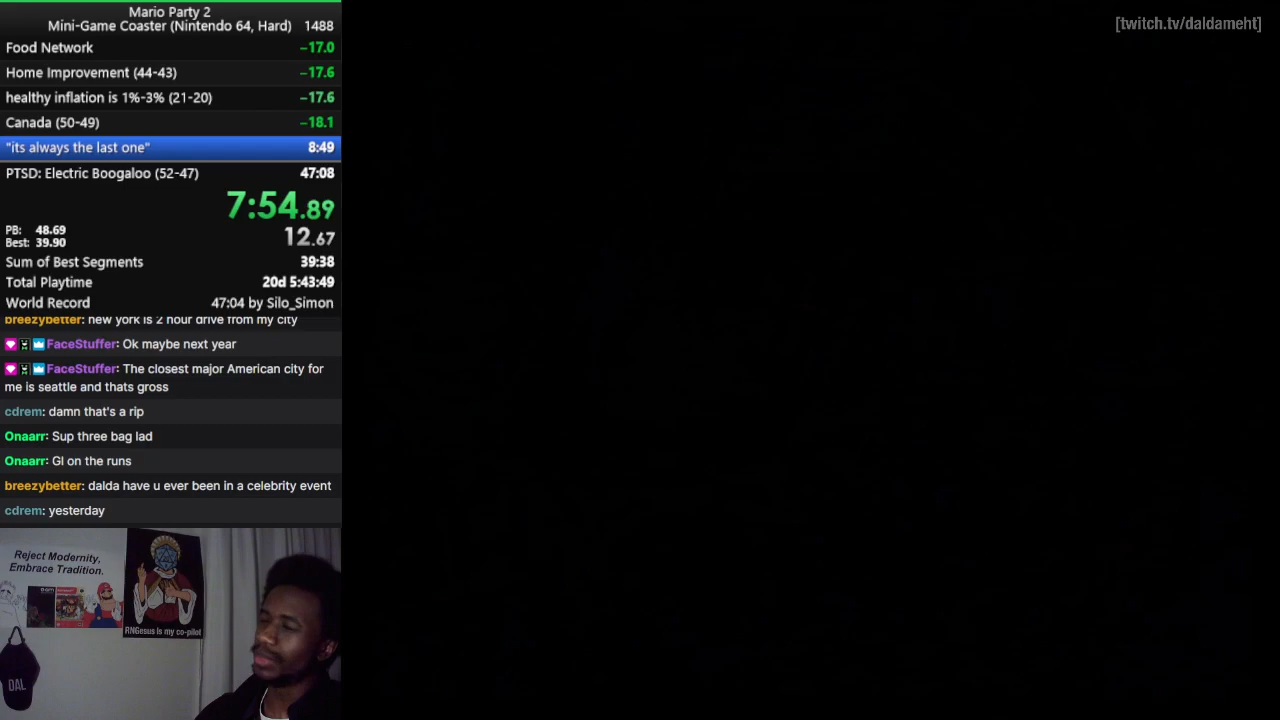 Mario Party 2
Mini-Game Coaster (Nintendo 64, Hard) 1488
Food Network −17.0
Home Improvement (44-43) −17.6
healthy inflation is 1%-3% (21-20) −17.6
Canada (50-49) −18.1
"its always the last one" 8:49
PTSD: Electric Boogaloo (52-47) 47:08
7:54.89
PB: 48.69
Best: 39.90
12.67
Sum of Best Segments 39:38
Total Playtime 20d 5:43:49
World Record 47:04 by Silo_Simon
breezybetter: new york is 2 hour drive from my city
FaceStuffer: Ok maybe next year
FaceStuffer: The closest major American city for
me is seattle and thats gross
cdrem: damn that's a rip
Onaarr: Sup three bag lad
Onaarr: Gl on the runs
breezybetter: dalda have u ever been in a celebrity event
cdrem: yesterday
Reject Modernity,
Embrace Tradition.
RNGesus is my co-pilot
DAL
[twitch.tv/daldameht]